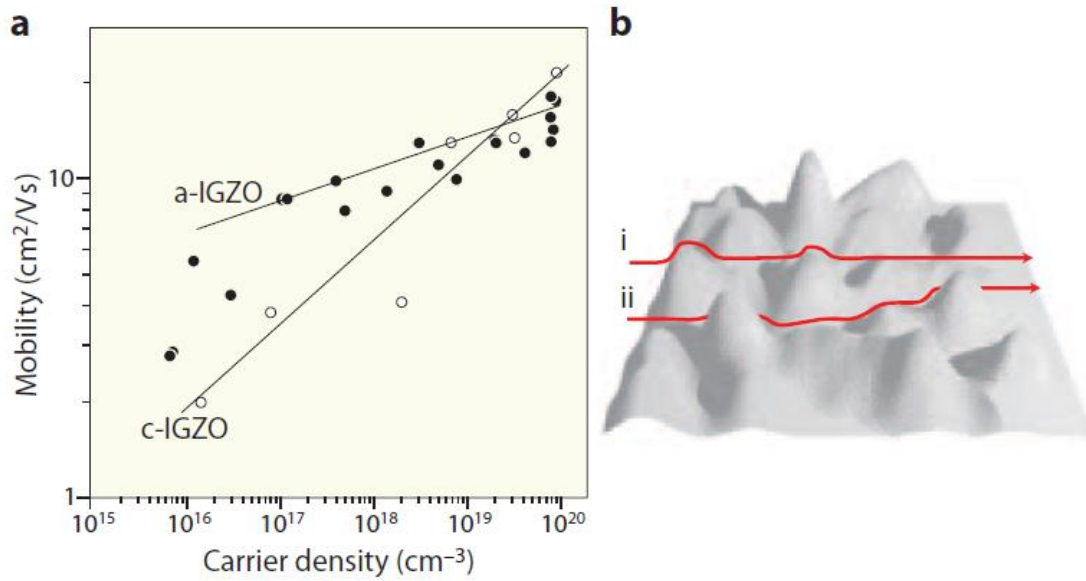 a
b
10
1
Mobility (cm²/Vs)
a-IGZO
c-IGZO
10¹⁵ 10¹⁶ 10¹⁷ 10¹⁸ 10¹⁹ 10²⁰
Carrier density (cm⁻³)
i
ii